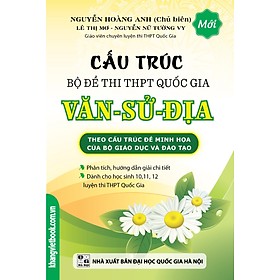 NGUYỄN HOÀNG ANH (Chủ biên)
LÊ THỊ MƠ - NGUYỄN NỮ TƯỜNG VY
Giáo viên chuyên luyện thi THPT Quốc Gia
Mới
CẤU TRÚC
BỘ ĐỀ THI THPT QUỐC GIA
VĂN-SỬ-ĐỊA
THEO CẤU TRÚC ĐỀ MINH HỌA
CỦA BỘ GIÁO DỤC VÀ ĐÀO TẠO
Phân tích, hướng dẫn giải chi tiết
Dành cho học sinh 10,11, 12
luyện thi THPT Quốc Gia
khangvietbook.com.vn
NHÀ XUẤT BẢN ĐẠI HỌC QUỐC GIA HÀ NỘI